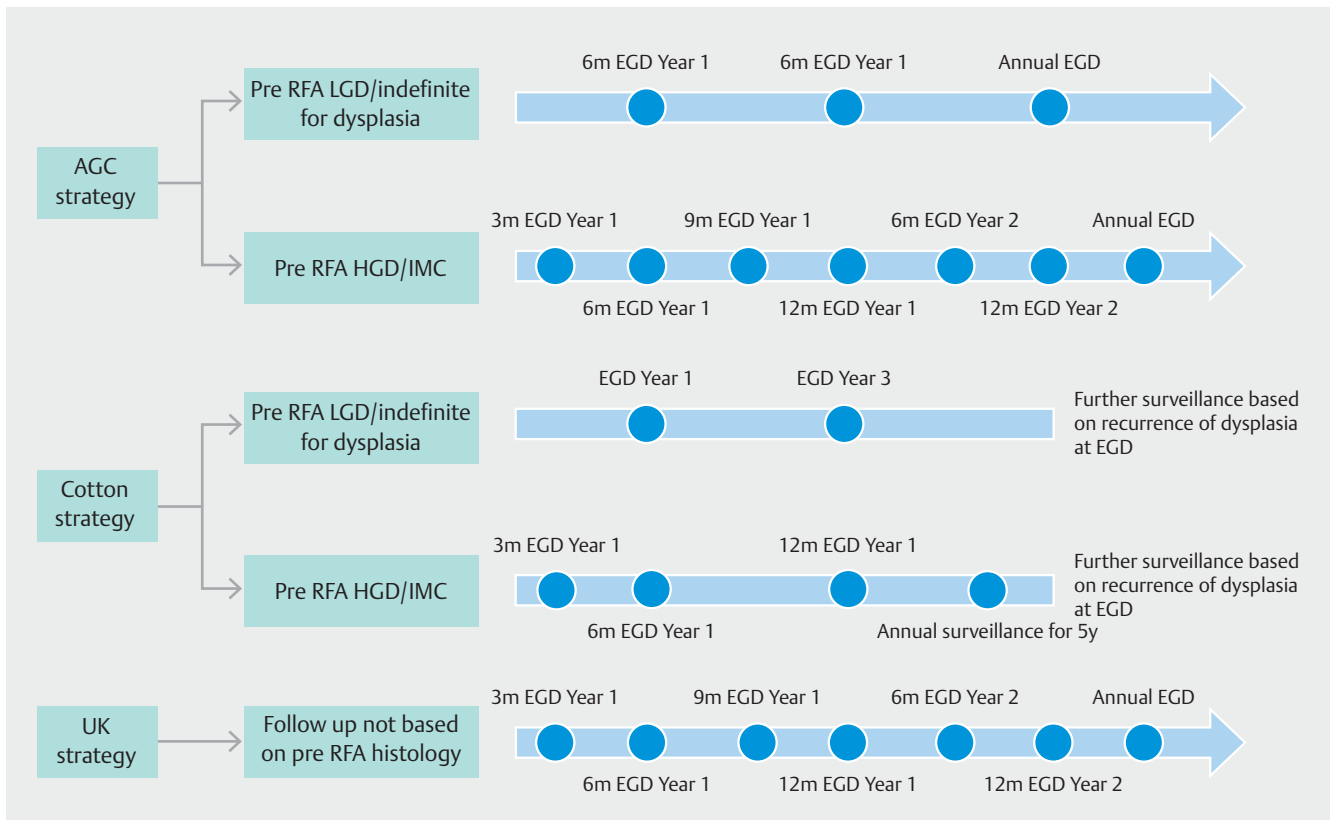 AGC
strategy
Pre RFA LGD/indefinite
for dysplasia
6m EGD Year 1
6m EGD Year 1
Annual EGD
Pre RFA HGD/IMC
3m EGD Year 1
9m EGD Year 1
6m EGD Year 2
Annual EGD
6m EGD Year 1
12m EGD Year 1
12m EGD Year 2
Cotton
strategy
Pre RFA LGD/indefinite
for dysplasia
EGD Year 1
EGD Year 3
Further surveillance based
on recurrence of dysplasia
at EGD
Pre RFA HGD/IMC
3m EGD Year 1
12m EGD Year 1
6m EGD Year 1
Annual surveillance for 5y
Further surveillance based
on recurrence of dysplasia
at EGD
UK
strategy
Follow up not based
on pre RFA histology
3m EGD Year 1
9m EGD Year 1
6m EGD Year 2
Annual EGD
6m EGD Year 1
12m EGD Year 1
12m EGD Year 2